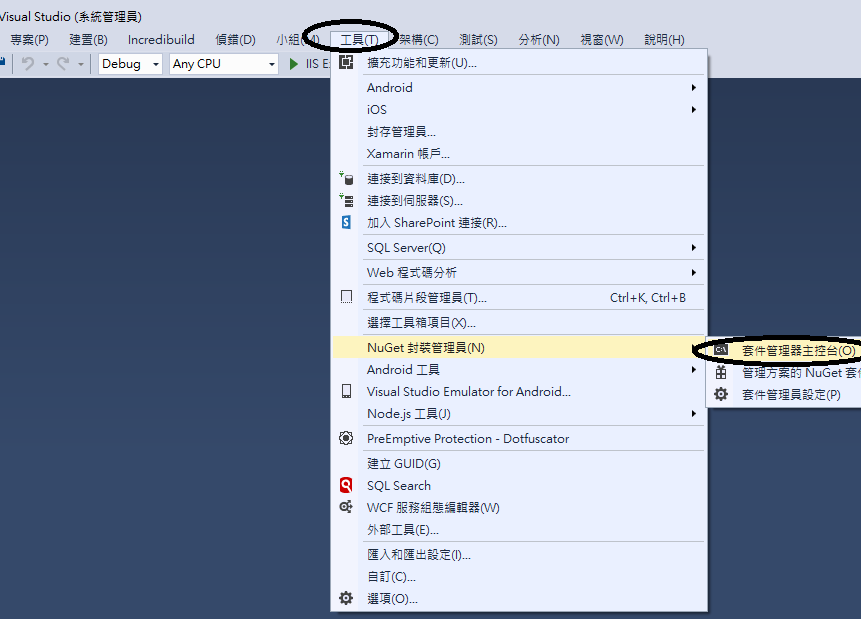 Visual Studio (系統管理員)
專案(P) 建置(B) Incredibuild 偵錯(D) 小組(M) 工具(T) 架構(C) 測試(S) 分析(N) 視窗(W) 說明(H)
Debug Any CPU IIS
擴充功能和更新(U)...
Android
iOS
封存管理員...
Xamarin 帳戶...
連接到資料庫(D)...
連接到伺服器(S)...
加入 SharePoint 連接(R)...
SQL Server(Q)
Web 程式碼分析
程式碼片段管理員(T)... Ctrl+K, Ctrl+B
選擇工具箱項目(X)...
NuGet 封裝管理員(N)
套件管理器主控台(O)
Android 工具
管理方案的 NuGet
Visual Studio Emulator for Android...
套件管理員設定(P)
Node.js 工具(J)
PreEmptive Protection - Dotfuscator
建立 GUID(G)
SQL Search
WCF 服務組態編輯器(W)
外部工具(E)...
匯入和匯出設定(I)...
自訂(C)...
選項(O)...